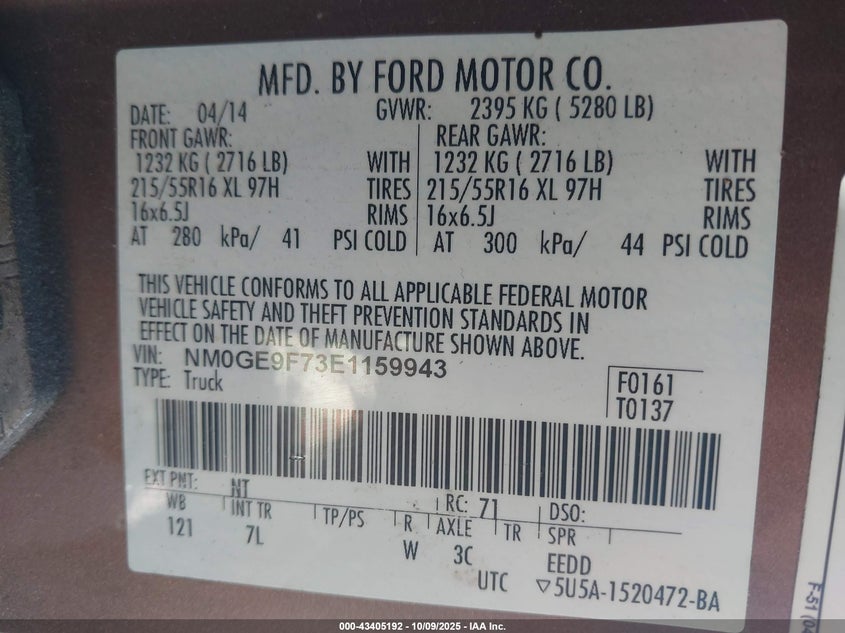 MFD. BY FORD MOTOR CO.
DATE: 04/14 GVWR: 2395 KG ( 5280 LB)
FRONT GAWR: REAR GAWR:
1232 KG ( 2716 LB) WITH 1232 KG ( 2716 LB) WITH
215/55R16 XL 97H TIRES 215/55R16 XL 97H TIRES
16x6.5J RIMS 16x6.5J RIMS
AT 280 kPa/ 41 PSI COLD AT 300 kPa/ 44 PSI COLD
THIS VEHICLE CONFORMS TO ALL APPLICABLE FEDERAL MOTOR
VEHICLE SAFETY AND THEFT PREVENTION STANDARDS IN
EFFECT ON THE DATE OF MANUFACTURE SHOWN ABOVE.
VIN: NM0GE9F73E1159943
TYPE: Truck
F0161
T0137
EXT PNT: NT RC: 71 DSO:
WB INT TR TP/PS R AXLE TR SPR
121 7L W 3C EEDD
UTC ▽5U5A-1520472-BA
F-51
000-43405192 - 10/09/2025 - IAA Inc.